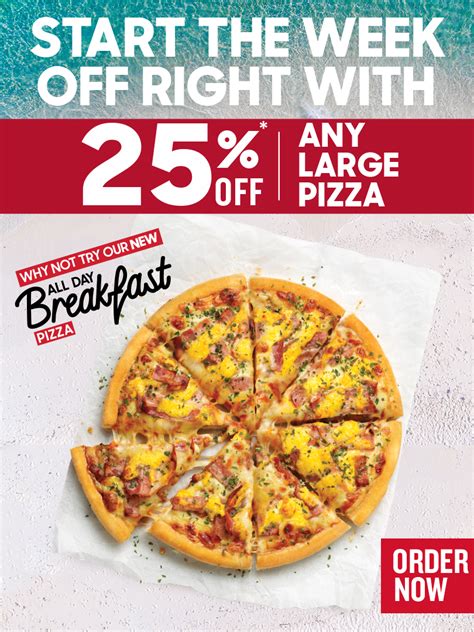 START THE WEEK
OFF RIGHT WITH
25%* OFF
ANY
LARGE
PIZZA
WHY NOT TRY OUR NEW
ALL DAY
Breakfast
PIZZA
ORDER
NOW